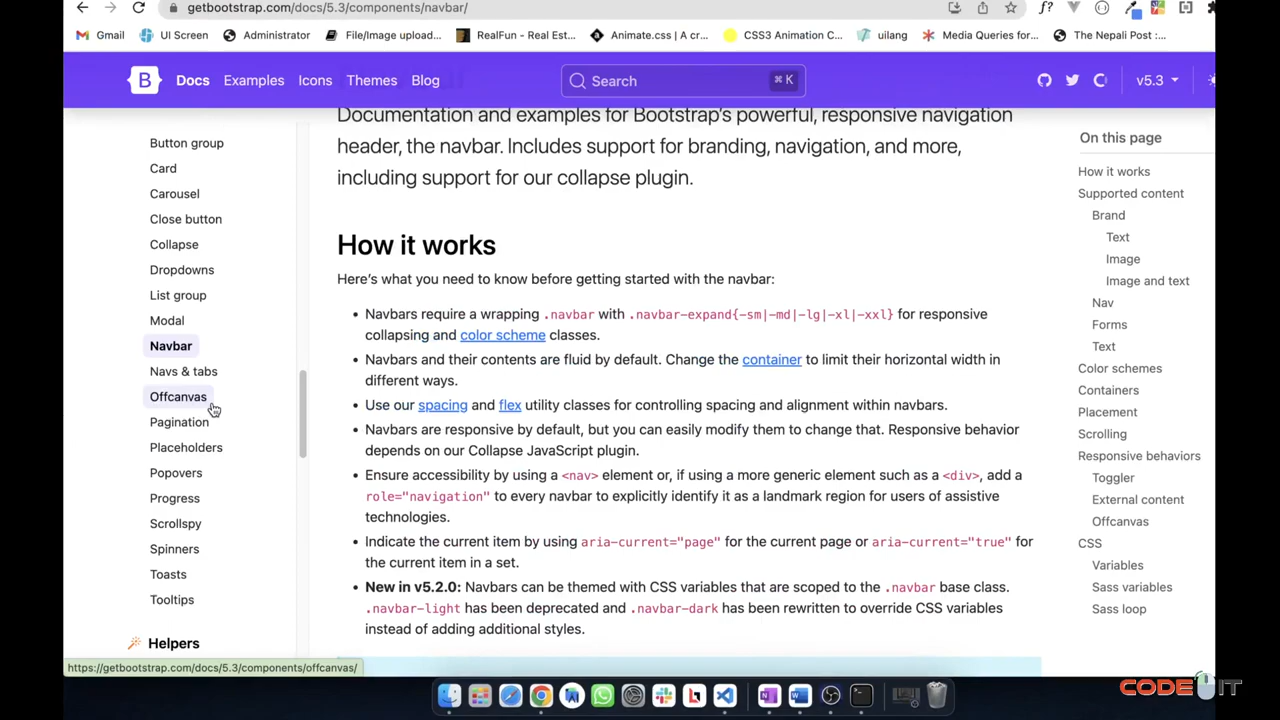 getbootstrap.com/docs/5.3/components/navbar/
Gmail
UI Screen
Administrator
File/Image upload...
RealFun - Real Est...
Animate.css | A cr...
CSS3 Animation C...
uilang
Media Queries for...
The Nepali Post :...
B
Docs
Examples
Icons
Themes
Blog
Search
⌘ K
v5.3
Button group
Card
Carousel
Close button
Collapse
Dropdowns
List group
Modal
Navbar
Navs & tabs
Offcanvas
Pagination
Placeholders
Popovers
Progress
Scrollspy
Spinners
Toasts
Tooltips
Helpers
https://getbootstrap.com/docs/5.3/components/offcanvas/
Documentation and examples for Bootstrap's powerful, responsive navigation
header, the navbar. Includes support for branding, navigation, and more,
including support for our collapse plugin.
How it works
Here's what you need to know before getting started with the navbar:
• Navbars require a wrapping .navbar with .navbar-expand{-sm|-md|-lg|-xl|-xxl} for responsive
collapsing and color scheme classes.
• Navbars and their contents are fluid by default. Change the container to limit their horizontal width in
different ways.
• Use our spacing and flex utility classes for controlling spacing and alignment within navbars.
• Navbars are responsive by default, but you can easily modify them to change that. Responsive behavior
depends on our Collapse JavaScript plugin.
• Ensure accessibility by using a <nav> element or, if using a more generic element such as a <div>, add a
role="navigation" to every navbar to explicitly identify it as a landmark region for users of assistive
technologies.
• Indicate the current item by using aria-current="page" for the current page or aria-current="true" for
the current item in a set.
• New in v5.2.0: Navbars can be themed with CSS variables that are scoped to the .navbar base class.
.navbar-light has been deprecated and .navbar-dark has been rewritten to override CSS variables
instead of adding additional styles.
On this page
How it works
Supported content
Brand
Text
Image
Image and text
Nav
Forms
Text
Color schemes
Containers
Placement
Scrolling
Responsive behaviors
Toggler
External content
Offcanvas
CSS
Variables
Sass variables
Sass loop
CODE IT